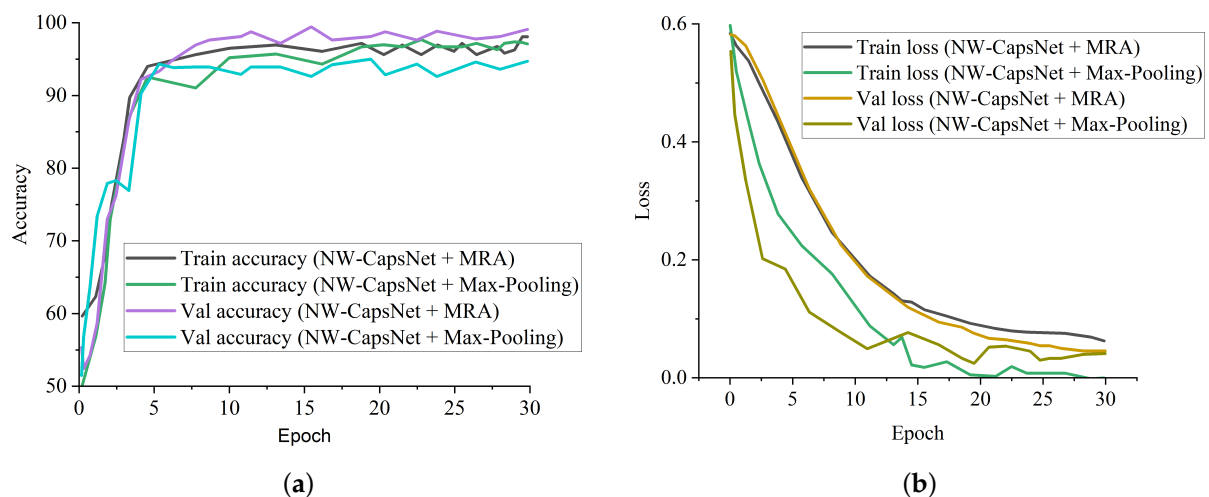 100
90
80
70
60
50
Accuracy
Train accuracy (NW-CapsNet + MRA)
Train accuracy (NW-CapsNet + Max-Pooling)
Val accuracy (NW-CapsNet + MRA)
Val accuracy (NW-CapsNet + Max-Pooling)
0 5 10 15 20 25 30
Epoch
(a)
0.6
0.4
0.2
0.0
Loss
Train loss (NW-CapsNet + MRA)
Train loss (NW-CapsNet + Max-Pooling)
Val loss (NW-CapsNet + MRA)
Val loss (NW-CapsNet + Max-Pooling)
0 5 10 15 20 25 30
Epoch
(b)